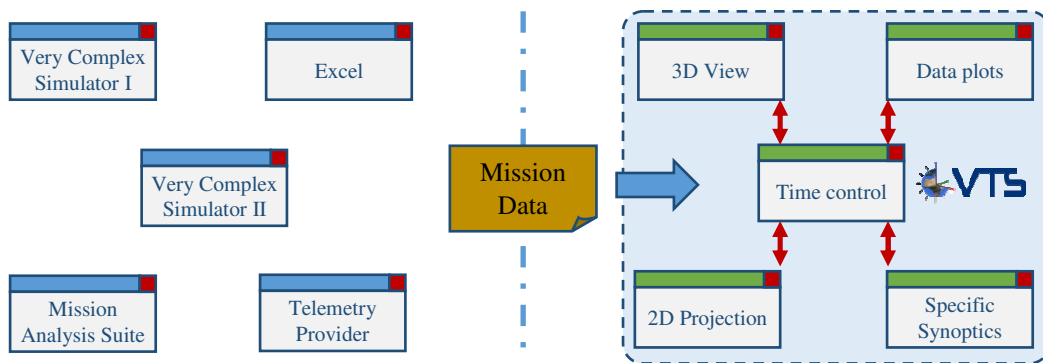 Very Complex
Simulator I
Excel
Very Complex
Simulator II
Mission
Analysis Suite
Telemetry
Provider
Mission
Data
3D View
Data plots
Time control
VTS
2D Projection
Specific
Synoptics